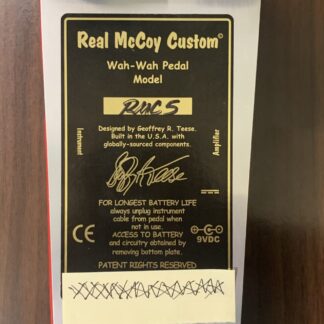 Real McCoy Custom©
Wah-Wah Pedal
Model
RMC5
Designed by Geoffrey R. Teese.
Built in the U.S.A. with
globally-sourced components.
Instrument
Amplifier
Geoffrey R Teese
FOR LONGEST BATTERY LIFE
always unplug instrument
cable from pedal when
not in use.
ACCESS TO BATTERY
and circuitry obtained by
removing bottom plate.
CE
9VDC
PATENT RIGHTS RESERVED